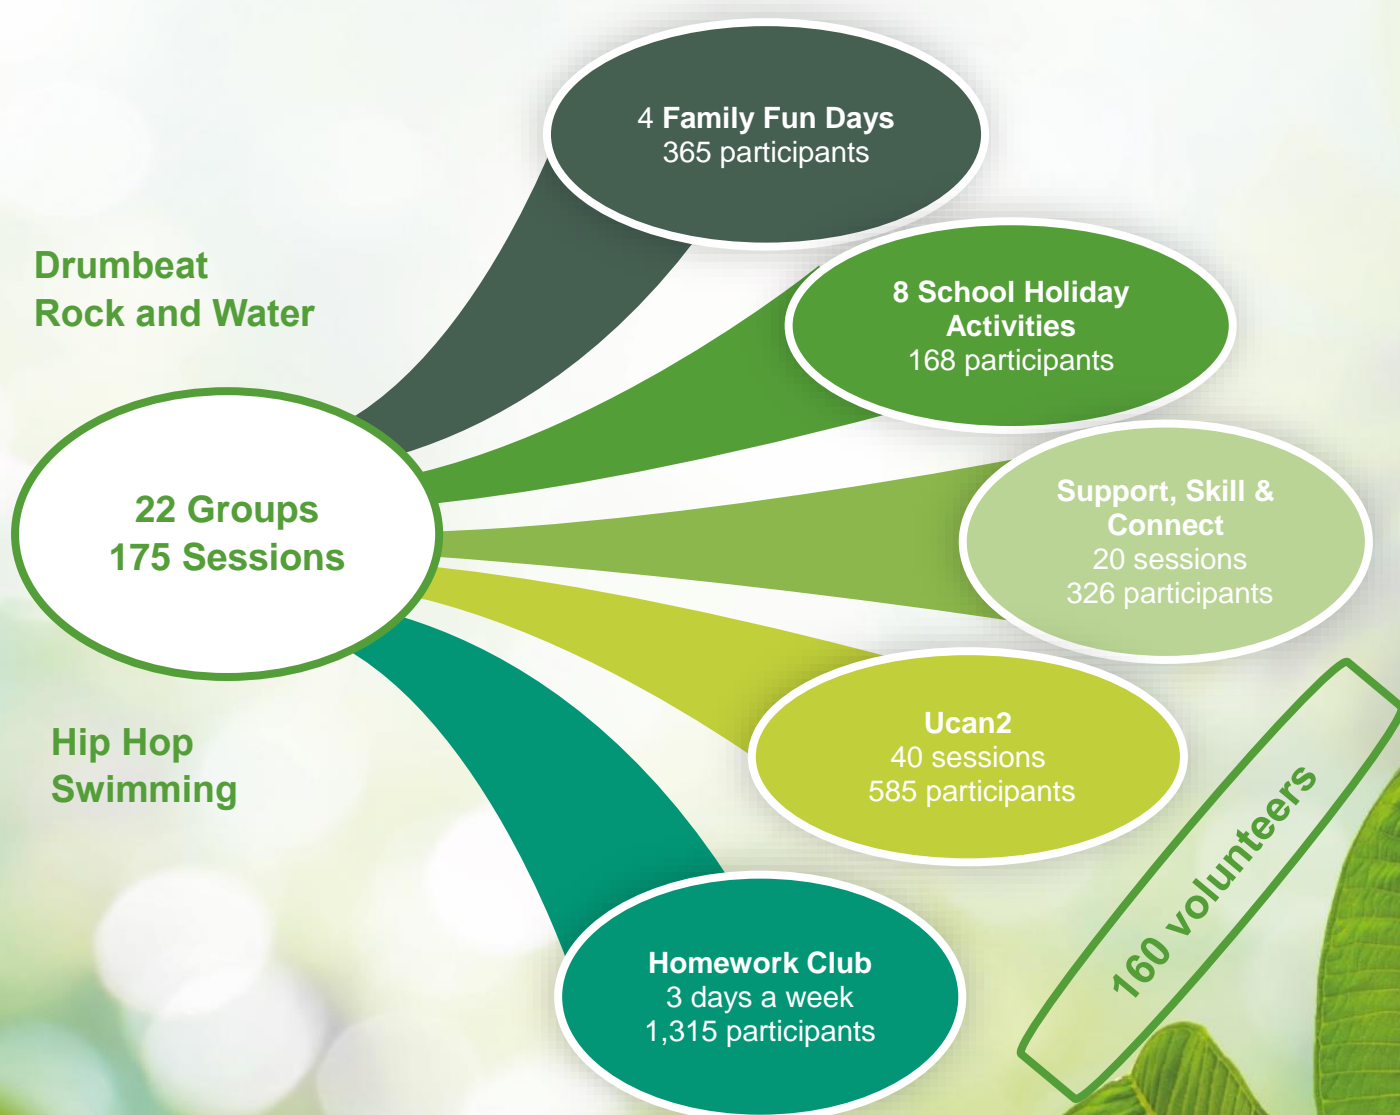 4 Family Fun Days
365 participants
Drumbeat
Rock and Water
8 School Holiday
Activities
168 participants
22 Groups
175 Sessions
Support, Skill &
Connect
20 sessions
326 participants
Hip Hop
Swimming
Ucan2
40 sessions
585 participants
160 volunteers
Homework Club
3 days a week
1,315 participants